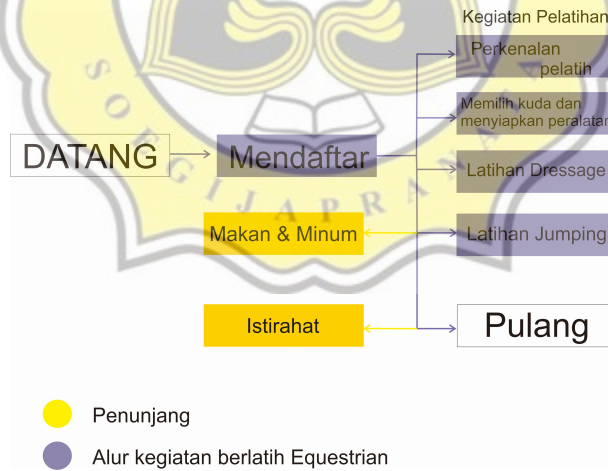 Kegiatan Pelatihan
Perkenalan
pelatih
Memilih kuda dan
menyiapkan peralatan
DATANG
Mendaftar
Latihan Dressage
Makan & Minum
Latihan Jumping
Istirahat
Pulang
Penunjang
Alur kegiatan berlatih Equestrian
SOEGIJAPRANATA